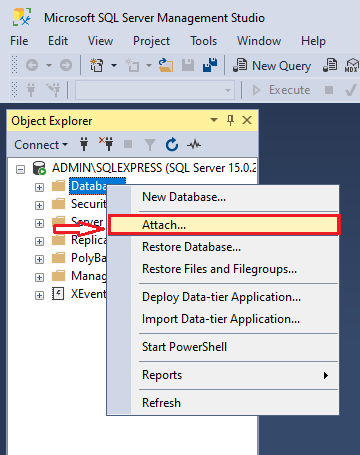 Microsoft SQL Server Management Studio
File Edit View Project Tools Window Help
New Query
MDX
Execute
Object Explorer
Connect
ADMIN\SQLEXPRESS (SQL Server 15.0.2
Databa
New Database...
Securit
Attach...
Server
Restore Database...
Replica
Restore Files and Filegroups...
PolyBa
Manag
Deploy Data-tier Application...
XEvent
Import Data-tier Application...
Start PowerShell
Reports
Refresh